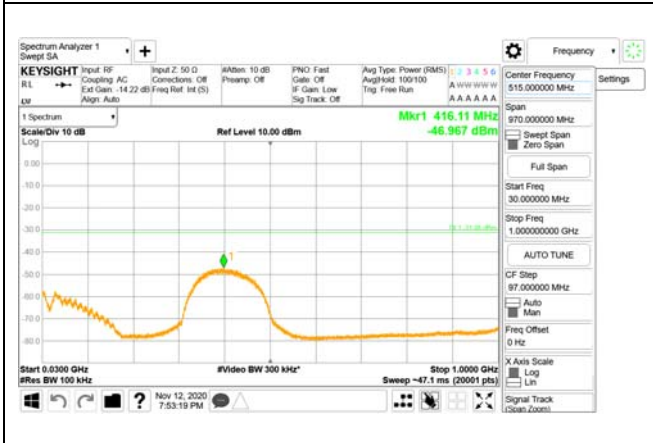 Spectrum Analyzer 1
Swept SA
+
Frequency
KEYSIGHT
RL
Input: RF
Coupling: AC
Ext Gain: -14.22 dB
Align: Auto
Input Z: 50 Ω
Corrections: Off
Freq Ref: Int (S)
#Atten: 10 dB
Preamp: Off
PNO: Fast
Gate: Off
IF Gain: Low
Sig Track: Off
Avg Type: Power (RMS)
Avg|Hold: 100/100
Trig: Free Run
1 2 3 4 5 6
A W W W W W
A A A A A A
1 Spectrum
Scale/Div 10 dB
Log
Ref Level 10.00 dBm
Mkr1 416.11 MHz
-46.967 dBm
0.00
-10.0
-20.0
-30.0
-40.0
-50.0
-60.0
-70.0
-80.0
1
Start 0.0300 GHz
#Res BW 100 kHz
#Video BW 300 kHz*
Stop 1.0000 GHz
Sweep ~47.1 ms (20001 pts)
?
Nov 12, 2020
7:53:19 PM
Center Frequency
515.000000 MHz
Settings
Span
970.000000 MHz
Swept Span
Zero Span
Full Span
Start Freq
30.000000 MHz
Stop Freq
1.000000000 GHz
AUTO TUNE
CF Step
97.000000 MHz
Auto
Man
Freq Offset
0 Hz
X Axis Scale
Log
Lin
Signal Track
(Span Zoom)